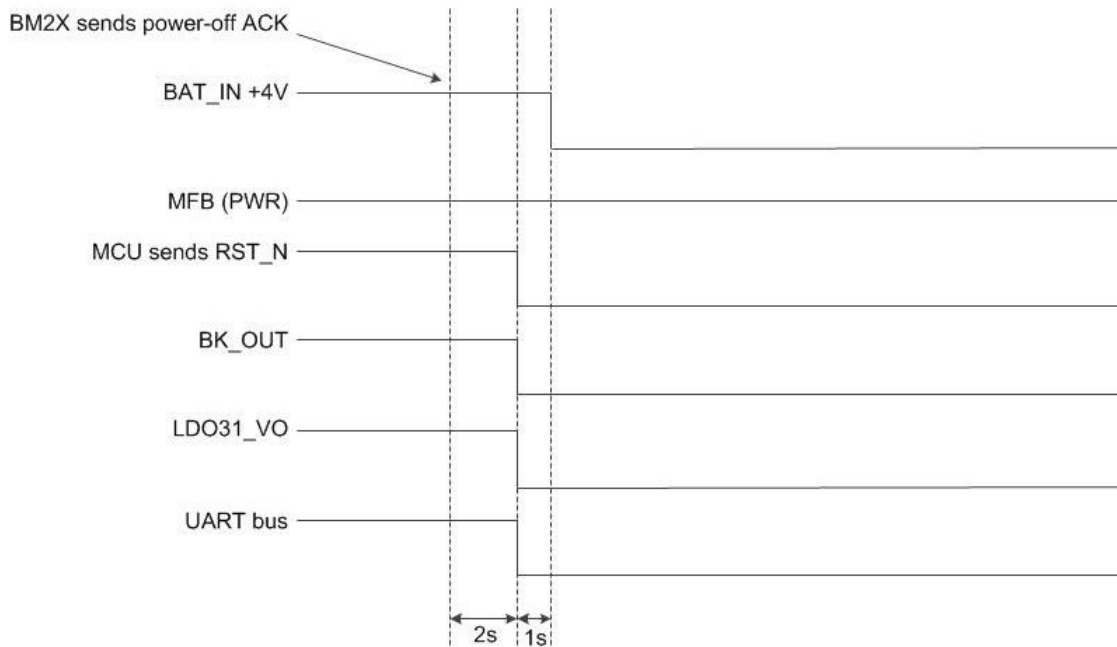 BM2X sends power-off ACK
BAT_IN +4V
MFB (PWR)
MCU sends RST_N
BK_OUT
LDO31_VO
UART bus
2s
1s